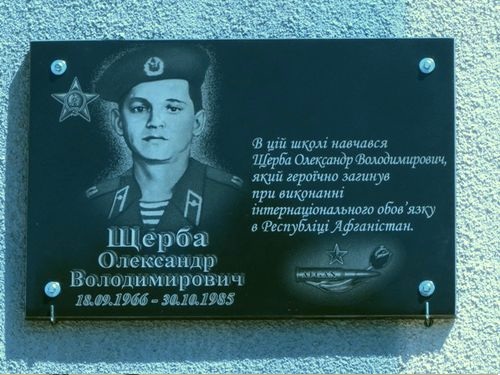 Щерба
Олександр
Володимирович
18.09.1966 - 30.10.1985
В цій школі навчався
Щерба Олександр Володимирович,
який героїчно загинув
при виконанні
інтернаціонального обов'язку
в Республіці Афганістан.
AFGAN